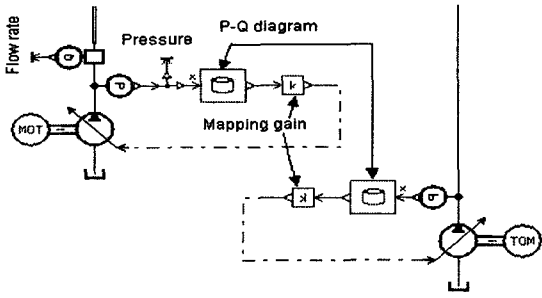 P-Q diagram
Pressure
Flow rate
Q
P
x
k
MOT
Mapping gain
k
x
P
TOM